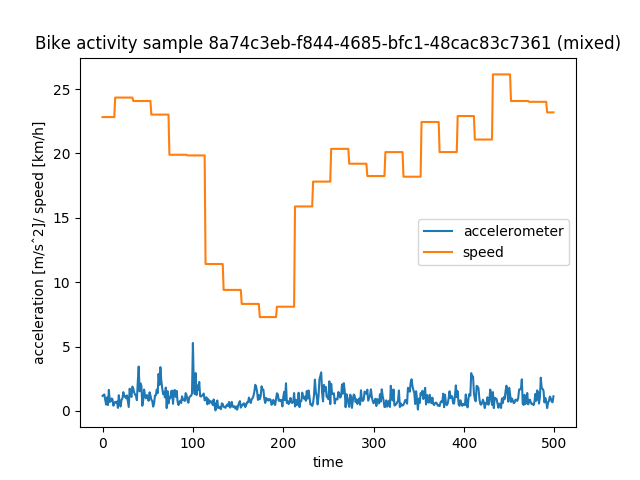 Bike activity sample 8a74c3eb-f844-4685-bfc1-48cac83c7361 (mixed)
acceleration [m/s^2]/ speed [km/h]
25
20
15
10
5
0
accelerometer
speed
0 100 200 300 400 500
time